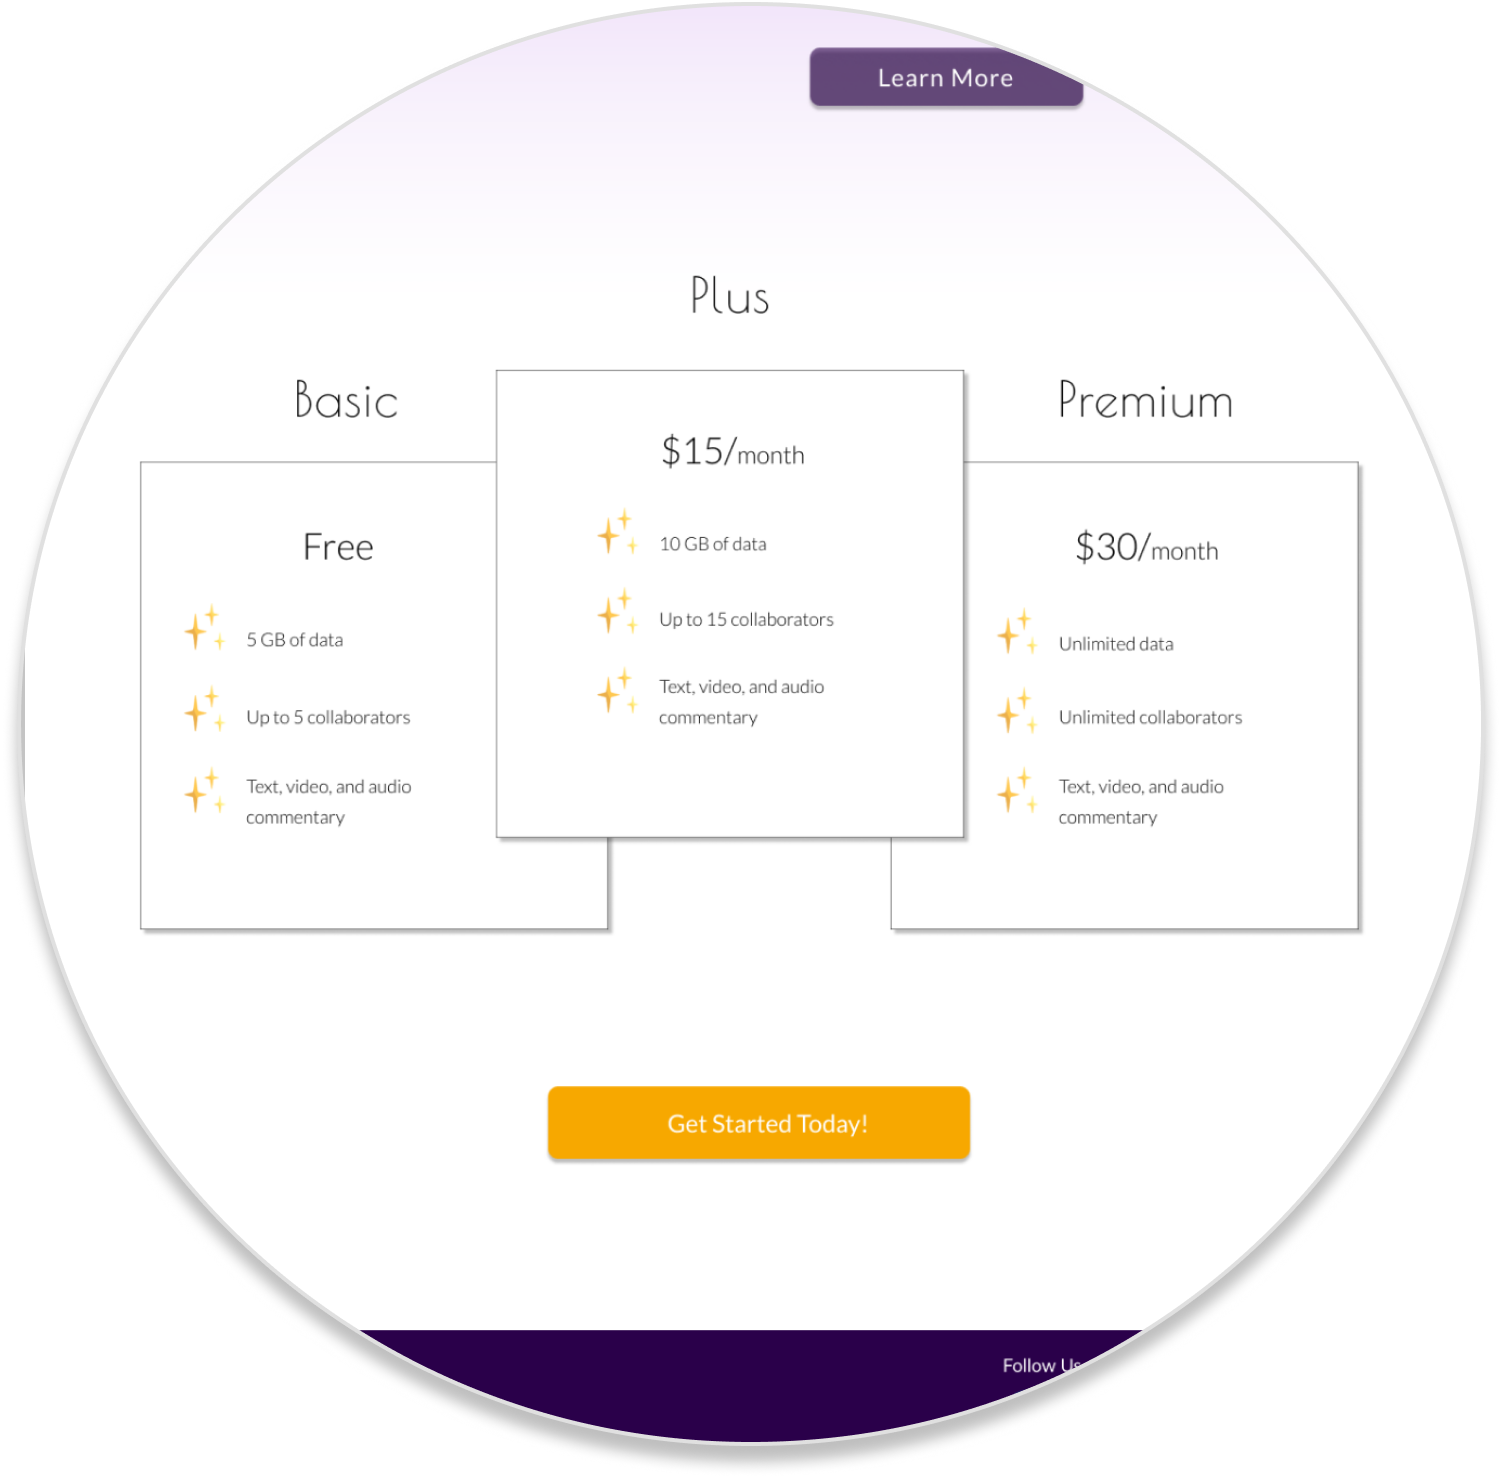 Learn More
Plus
Basic
Premium
$15/month
Free
$30/month
10 GB of data
Up to 15 collaborators
Text, video, and audio
commentary
5 GB of data
Up to 5 collaborators
Text, video, and audio
commentary
Unlimited data
Unlimited collaborators
Text, video, and audio
commentary
Get Started Today!
Follow Us